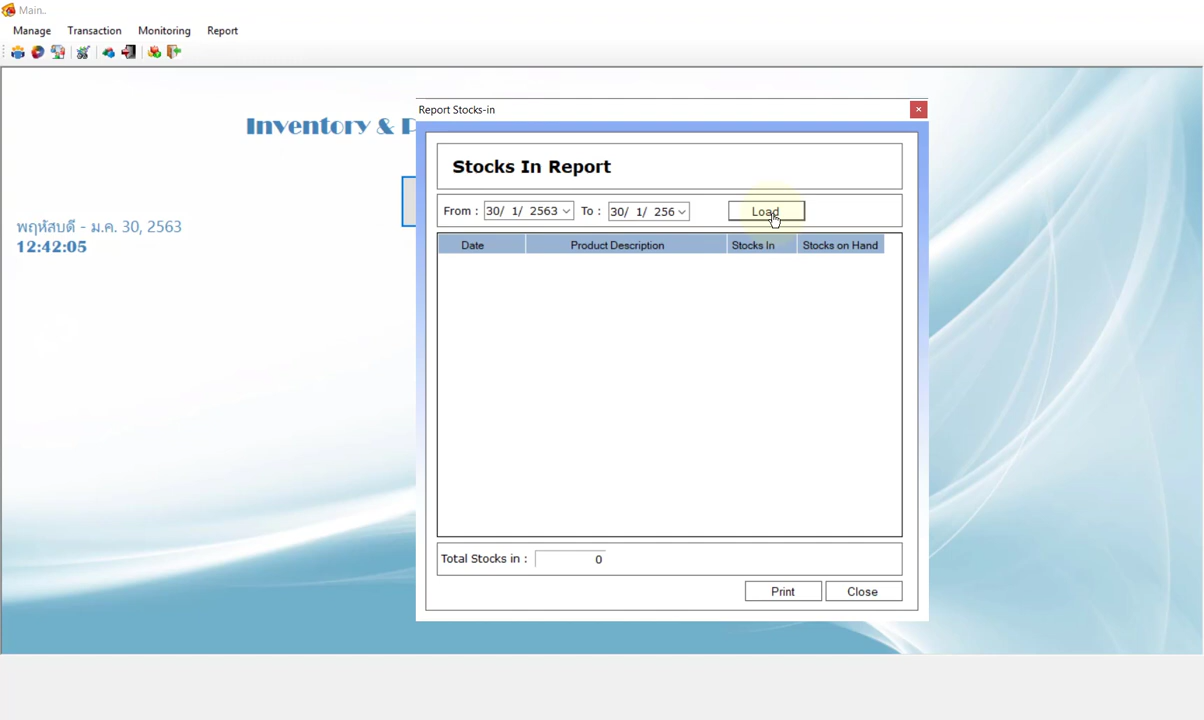 Main..
Manage Transaction Monitoring Report
Report Stocks-in
Inventory & P
Stocks In Report
From : 30/ 1/ 2563 To : 30/ 1/ 256 Load
พฤหัสบดี - ม.ค. 30, 2563
12:42:05
Date Product Description Stocks In Stocks on Hand
Total Stocks in : 0
Print Close